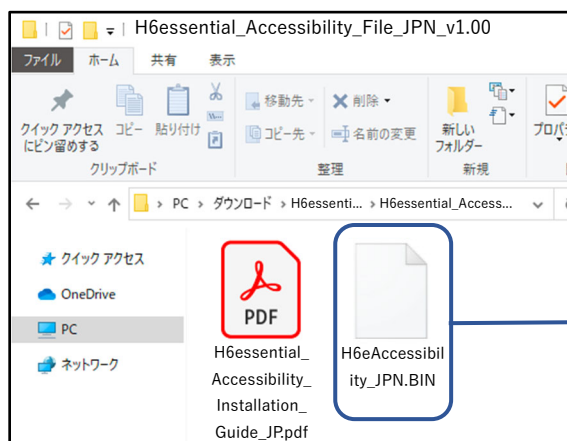 H6essential_Accessibility_File_JPN_v1.00
ファイル ホーム 共有 表示
クイック アクセス
にピン留めする
コピー
貼り付け
移動先
コピー先
削除
名前の変更
新しい
フォルダー
クリップボード
整理
新規
PC › ダウンロード › H6essenti... › H6essential_Access...
クイック アクセス
OneDrive
PC
ネットワーク
PDF
H6essential_
Accessibility_
Installation_
Guide_JP.pdf
H6eAccessibil
ity_JPN.BIN